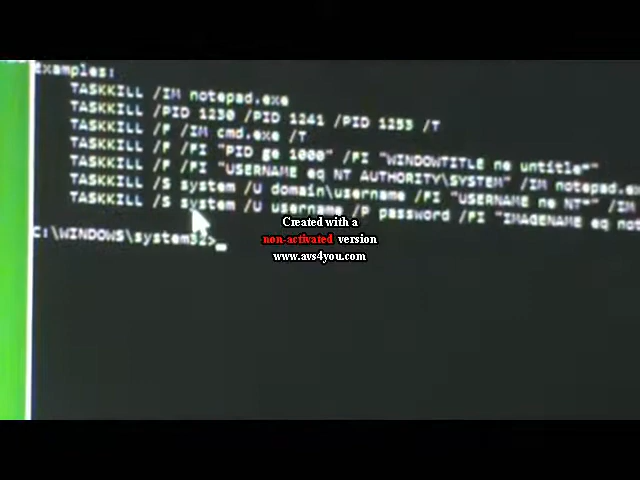 Examples:
TASKKILL /IM notepad.exe
TASKKILL /PID 1230 /PID 1241 /PID 1253 /T
TASKKILL /F /IM cmd.exe /T
TASKKILL /F /FI "PID ge 1000" /FI "WINDOWTITLE ne untitle*"
TASKKILL /F /FI "USERNAME eq NT AUTHORITY\SYSTEM" /IM notepad.e
TASKKILL /S system /U domain\username /FI "USERNAME ne NT*" /IM
TASKKILL /S system /U username /P password /FI "IMAGENAME eq not
C:\WINDOWS\system32>_
Created with a
non-activated version
www.avs4you.com